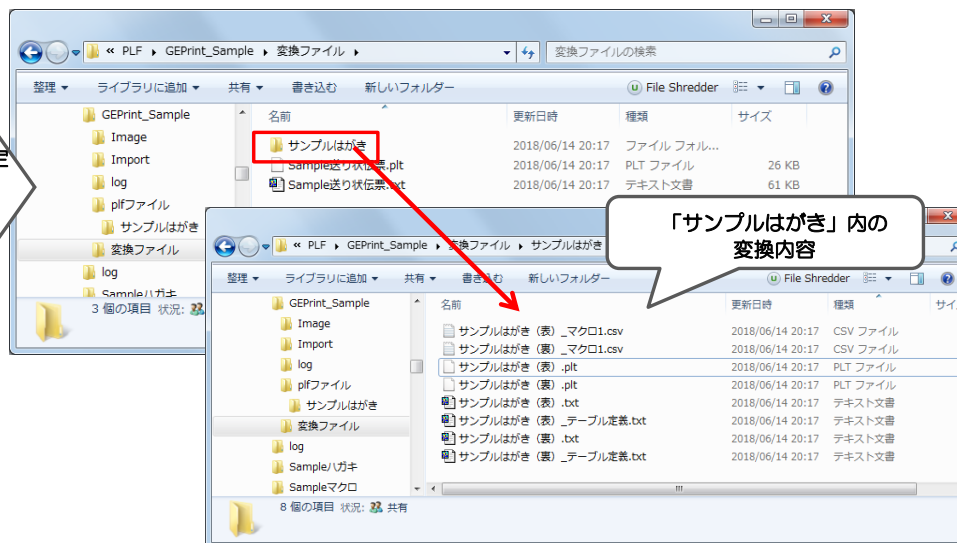 « PLF ▸ GEPrint_Sample ▸ 変換ファイル ▸
変換ファイルの検索
整理 ▼ ライブラリに追加 ▼ 共有 ▼ 書き込む 新しいフォルダー File Shredder
GEPrint_Sample
Image
Import
log
plfファイル
サンプルはがき
変換ファイル
log
Sampleハガキ
名前 更新日時 種類 サイズ
サンプルはがき 2018/06/14 20:17 ファイル フォル...
Sample送り状伝票.plt 2018/06/14 20:17 PLT ファイル 26 KB
Sample送り状伝票.txt 2018/06/14 20:17 テキスト文書 61 KB
3 個の項目 状況:
「サンプルはがき」内の
変換内容
« PLF ▸ GEPrint_Sample ▸ 変換ファイル ▸ サンプルはがき
整理 ▼ ライブラリに追加 ▼ 共有 ▼ 書き込む 新しいフォルダー File Shredder
GEPrint_Sample
Image
Import
log
plfファイル
サンプルはがき
変換ファイル
log
Sampleハガキ
Sampleマクロ
名前 更新日時 種類 サイ
サンプルはがき（表）_マクロ1.csv 2018/06/14 20:17 CSV ファイル
サンプルはがき（裏）_マクロ1.csv 2018/06/14 20:17 CSV ファイル
サンプルはがき（表）.plt 2018/06/14 20:17 PLT ファイル
サンプルはがき（裏）.plt 2018/06/14 20:17 PLT ファイル
サンプルはがき（表）.txt 2018/06/14 20:17 テキスト文書
サンプルはがき（表）_テーブル定義.txt 2018/06/14 20:17 テキスト文書
サンプルはがき（裏）.txt 2018/06/14 20:17 テキスト文書
サンプルはがき（裏）_テーブル定義.txt 2018/06/14 20:17 テキスト文書
8 個の項目 状況: 共有